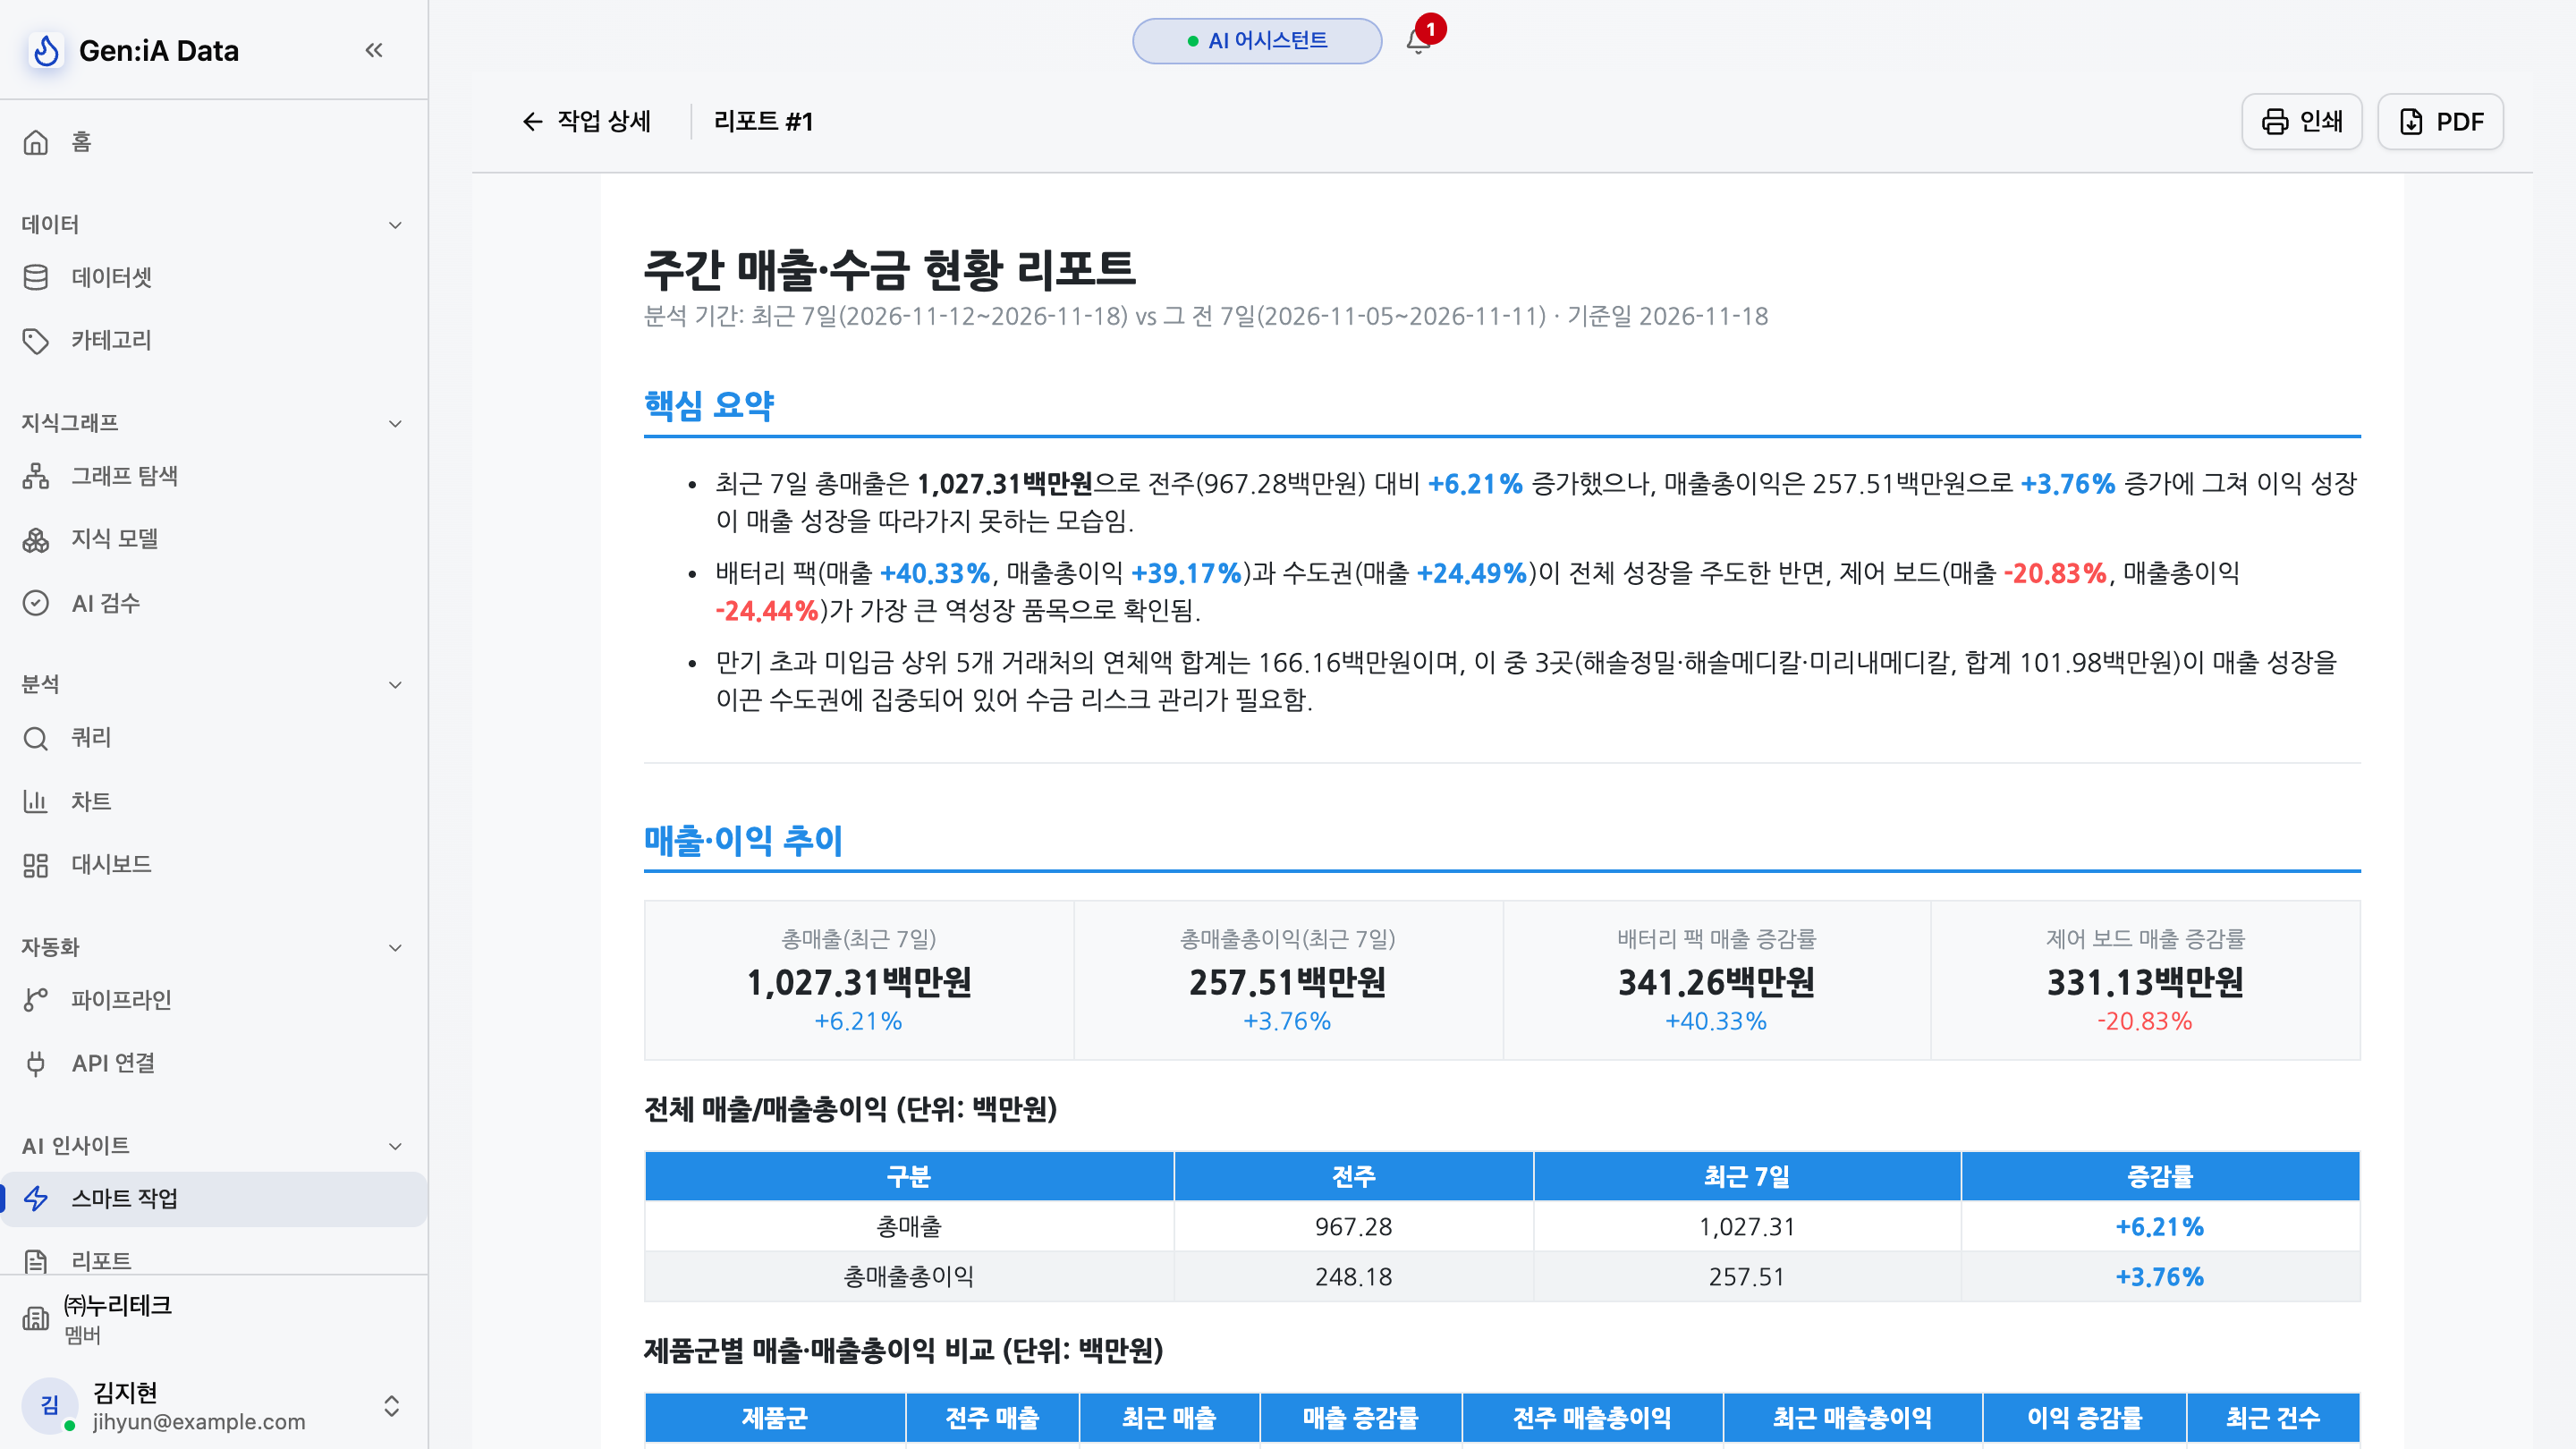 Gen:iA Data
홈
데이터
데이터셋
카테고리
지식그래프
그래프 탐색
지식 모델
AI 검수
분석
쿼리
차트
대시보드
자동화
파이프라인
API 연결
AI 인사이트
스마트 작업
리포트
㈜누리테크
멤버
김
김지현
jihyun@example.com
AI 어시스턴트
1
작업 상세
리포트 #1
인쇄
PDF
주간 매출·수금 현황 리포트
분석 기간: 최근 7일(2026-11-12~2026-11-18) vs 그 전 7일(2026-11-05~2026-11-11) · 기준일 2026-11-18
핵심 요약
• 최근 7일 총매출은 1,027.31백만원으로 전주(967.28백만원) 대비 +6.21% 증가했으나, 매출총이익은 257.51백만원으로 +3.76% 증가에 그쳐 이익 성장
이 매출 성장을 따라가지 못하는 모습임.
• 배터리 팩(매출 +40.33%, 매출총이익 +39.17%)과 수도권(매출 +24.49%)이 전체 성장을 주도한 반면, 제어 보드(매출 -20.83%, 매출총이익
-24.44%)가 가장 큰 역성장 품목으로 확인됨.
• 만기 초과 미입금 상위 5개 거래처의 연체액 합계는 166.16백만원이며, 이 중 3곳(해솔정밀·해솔메디칼·미리내메디칼, 합계 101.98백만원)이 매출 성장을
이끈 수도권에 집중되어 있어 수금 리스크 관리가 필요함.
매출·이익 추이
총매출(최근 7일)
1,027.31백만원
+6.21%
총매출총이익(최근 7일)
257.51백만원
+3.76%
배터리 팩 매출 증감률
341.26백만원
+40.33%
제어 보드 매출 증감률
331.13백만원
-20.83%
전체 매출/매출총이익 (단위: 백만원)
구분 전주 최근 7일 증감률
총매출 967.28 1,027.31 +6.21%
총매출총이익 248.18 257.51 +3.76%
제품군별 매출·매출총이익 비교 (단위: 백만원)
제품군 전주 매출 최근 매출 매출 증감률 전주 매출총이익 최근 매출총이익 이익 증감률 최근 건수